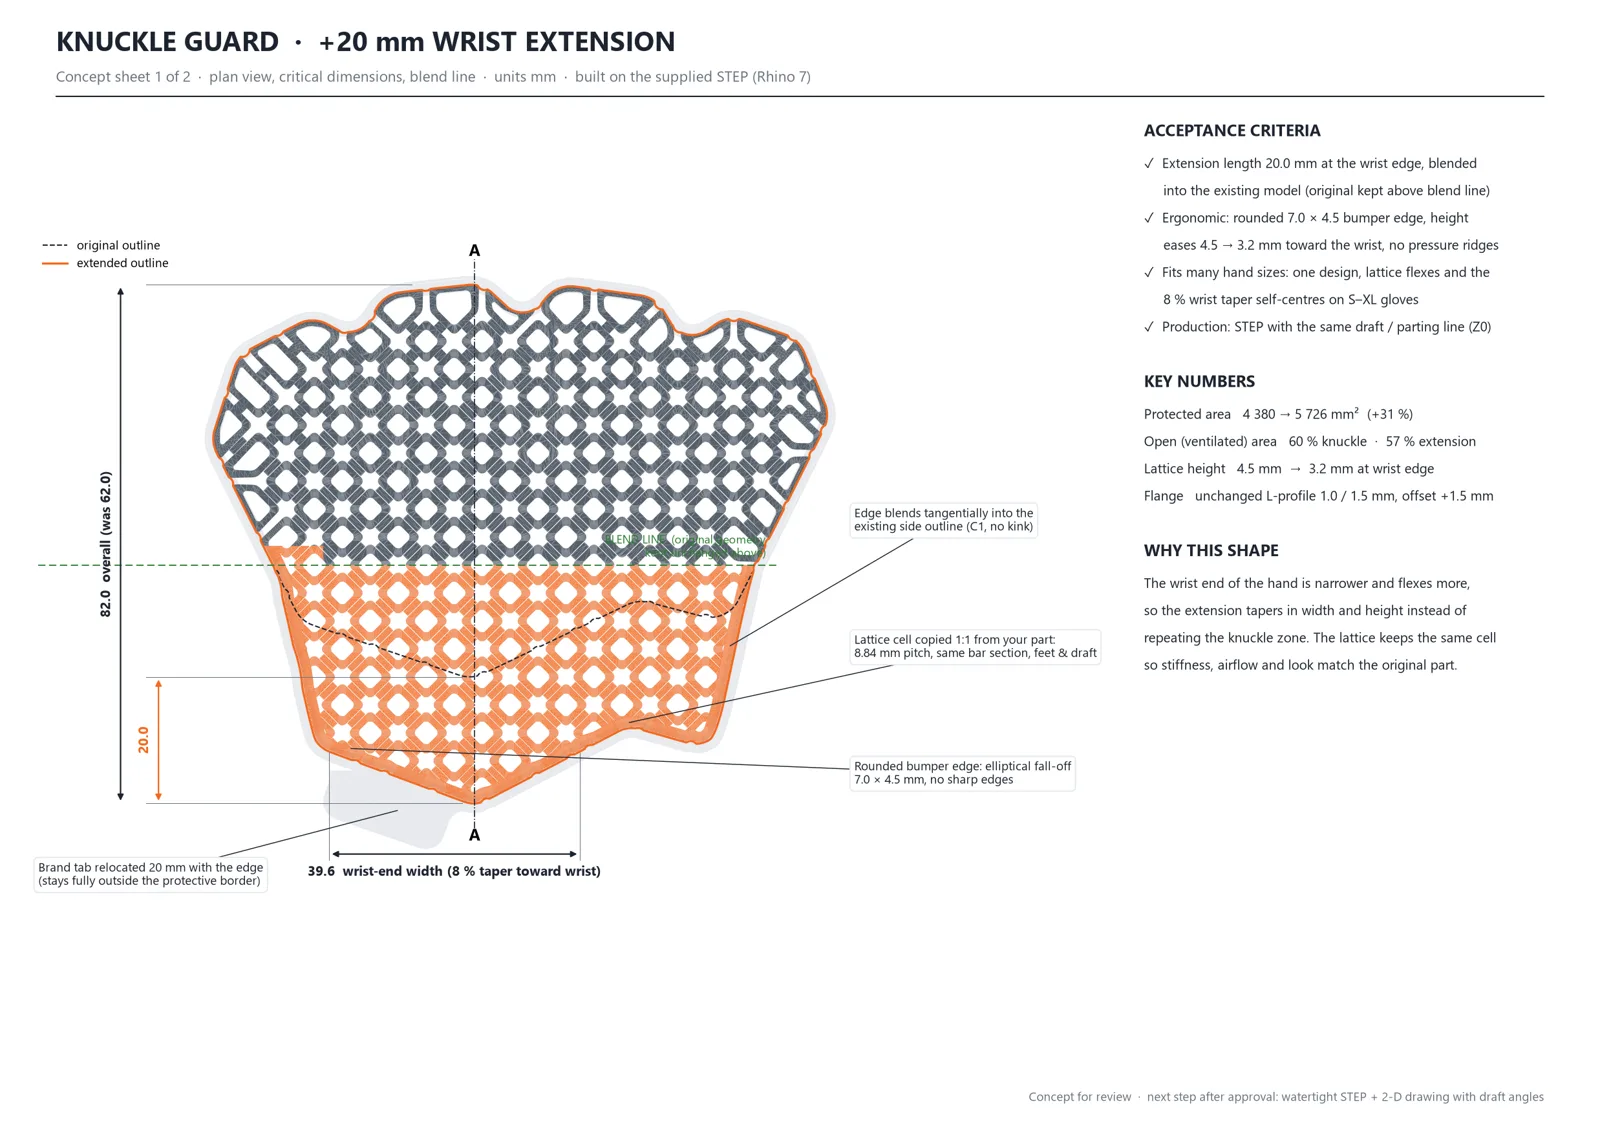 KNUCKLE GUARD · +20 mm WRIST EXTENSION
Concept sheet 1 of 2 · plan view, critical dimensions, blend line · units mm · built on the supplied STEP (Rhino 7)
original outline
extended outline
A
82.0 overall (was 62.0)
20.0
BLEND LINE (original geometry
kept unchanged above)
Edge blends tangentially into the
existing side outline (C1, no kink)
Lattice cell copied 1:1 from your part:
8.84 mm pitch, same bar section, feet & draft
Rounded bumper edge: elliptical fall-off
7.0 × 4.5 mm, no sharp edges
A
39.6 wrist-end width (8 % taper toward wrist)
Brand tab relocated 20 mm with the edge
(stays fully outside the protective border)
ACCEPTANCE CRITERIA
✓ Extension length 20.0 mm at the wrist edge, blended
into the existing model (original kept above blend line)
✓ Ergonomic: rounded 7.0 × 4.5 bumper edge, height
eases 4.5 → 3.2 mm toward the wrist, no pressure ridges
✓ Fits many hand sizes: one design, lattice flexes and the
8 % wrist taper self-centres on S–XL gloves
✓ Production: STEP with the same draft / parting line (Z0)
KEY NUMBERS
Protected area 4 380 → 5 726 mm² (+31 %)
Open (ventilated) area 60 % knuckle · 57 % extension
Lattice height 4.5 mm → 3.2 mm at wrist edge
Flange unchanged L-profile 1.0 / 1.5 mm, offset +1.5 mm
WHY THIS SHAPE
The wrist end of the hand is narrower and flexes more,
so the extension tapers in width and height instead of
repeating the knuckle zone. The lattice keeps the same cell
so stiffness, airflow and look match the original part.
Concept for review · next step after approval: watertight STEP + 2-D drawing with draft angles